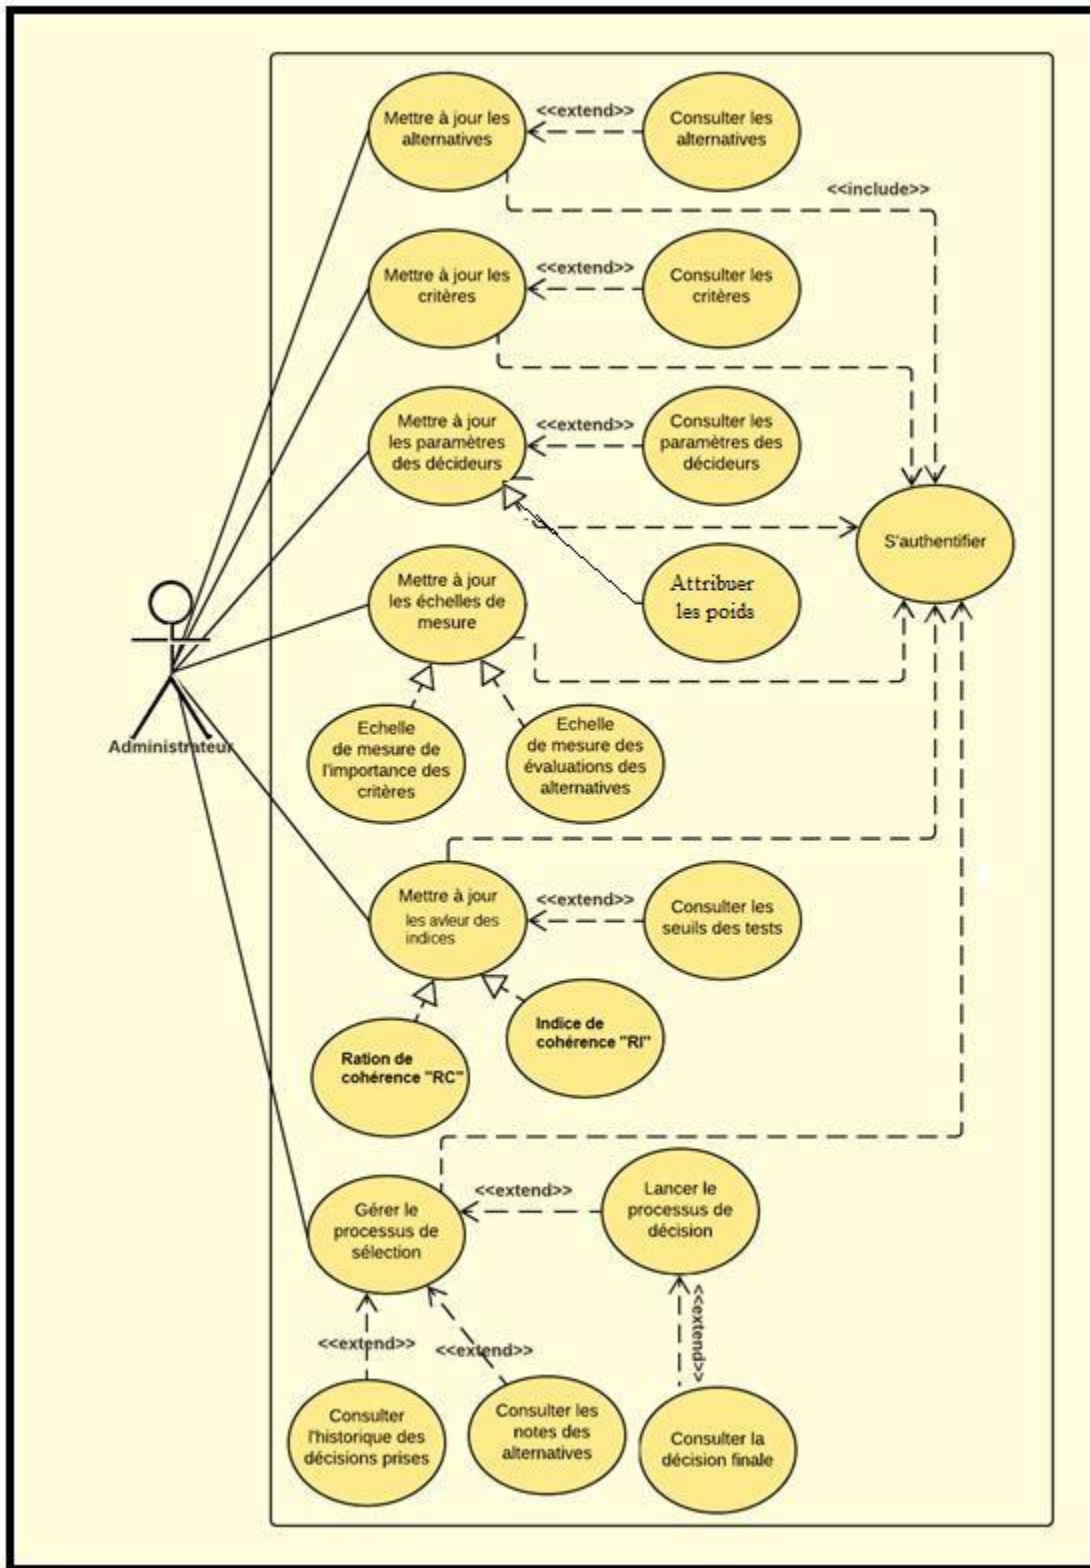 Mettre à jour les
alternatives
<<extend>>
Consulter les
alternatives
<<include>>
Mettre à jour les
critères
<<extend>>
Consulter les
critères
Mettre à jour
les paramètres
des décideurs
<<extend>>
Consulter les
paramètres des
décideurs
S'authentifier
Mettre à jour
les échelles de
mesure
Attribuer
les poids
Administrateur
Echelle
de mesure de
l'importance des
critères
Echelle
de mesure des
évaluations des
alternatives
Mettre à jour
les avleur des
indices
<<extend>>
Consulter les
seuils des tests
Ration de
cohérence "RC"
Indice de
cohérence "RI"
Gérer le
processus de
sélection
<<extend>>
Lancer le
processus de
décision
<<extend>>
<<extend>>
<<extend>>
Consulter
l'historique des
décisions prises
Consulter les
notes des
alternatives
Consulter la
décision finale